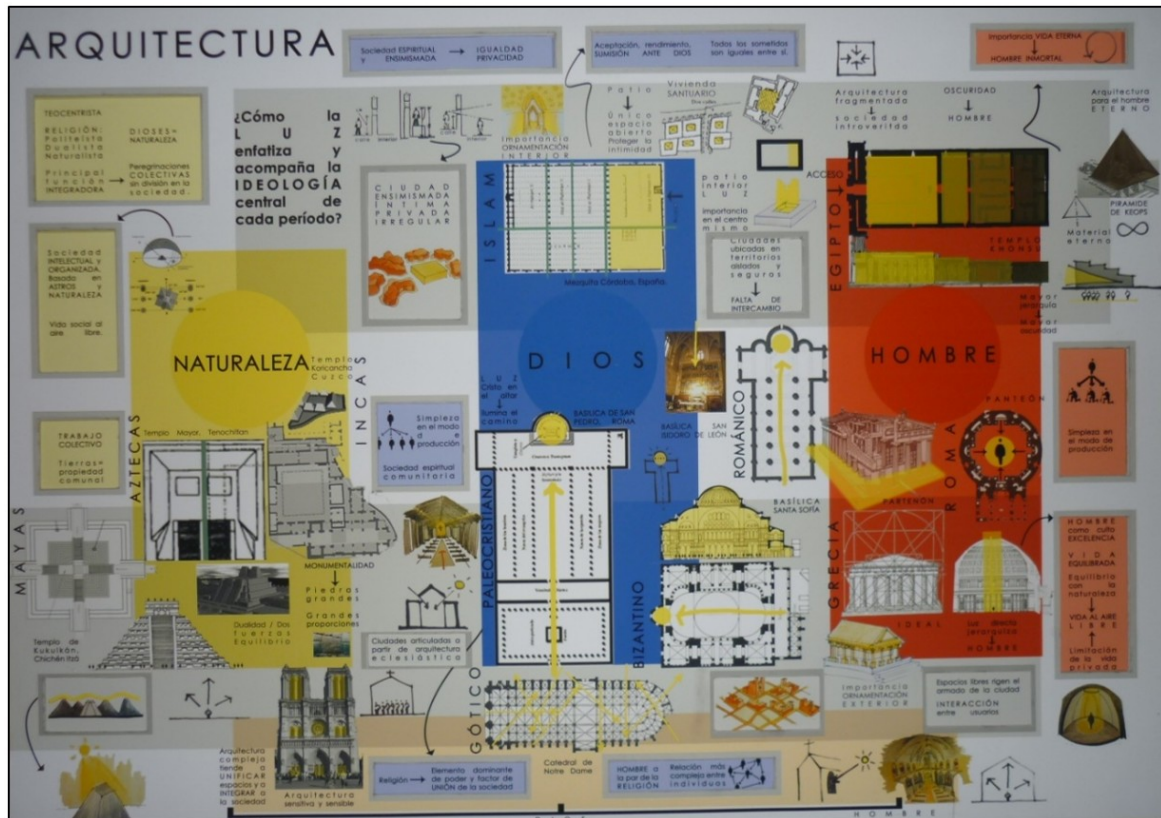 ARQUITECTURA
Sociedad ESPIRITUAL → IGUALDAD
y ENSIMISMADA PRIVACIDAD
Aceptación, rendimiento,
SUMISIÓN ANTE DIOS
Todos los sometidos
son iguales entre sí.
Importancia VIDA ETERNA
HOMBRE INMORTAL
TEOCENTRISTA
RELIGIÓN:
Politeísta
Dualista
Naturalista
Principal
función
INTEGRADORA
DIOSES=
NATURALEZA
Peregrinaciones
COLECTIVAS
sin división en la
sociedad.
¿Cómo la
LUZ
enfatiza y
acompaña la
IDEOLOGÍA
central de
cada período?
Importancia
ORNAMENTACIÓN
INTERIOR
Patio
Único
espacio
abierto
Proteger la
intimidad
Vivienda
SANTUARIO
Arquitectura
fragmentada
sociedad
introvertida
OSCURIDAD
HOMBRE
Arquitectura
para el hombre
ETERNO
CIUDAD
ENSIMISMADA
ÍNTIMA
PRIVADA
IRREGULAR
ISLAM
Mezquita Córdoba, España.
patio
interior
LUZ
importancia
en el centro
mismo
ACCESO
EGIPTO
PIRAMIDE
DE KEOPS
Material
eterno
TEMPLO
KHONSU
Mayor
jerarquía
Mayor
oscuridad
Ciudades
ubicadas en
territorios
aislados y
seguros
FALTA DE
INTERCAMBIO
Sociedad
INTELECTUAL y
ORGANIZADA.
Basada en
ASTROS y
NATURALEZA
Vida social al
aire libre.
NATURALEZA
Templo
Koricancha
Cuzco
INCAS
DIOS
HOMBRE
LUZ
Cristo en
el altar
Ilumina el
camino
BASILICA DE SAN
PEDRO, ROMA
BASÍLICA SAN
ISIDORO DE LEÓN
ROMÁNICO
PANTEÓN
ROMA
Simpleza
en el modo
de
producción
Sociedad espiritual
comunitaria
Simpleza en
el modo de
producción
TRABAJO
COLECTIVO
Tierras=
propiedad
comunal
AZTECAS
Templo Mayor, Tenochitlan
BASÍLICA
SANTA SOFÍA
PARTENÓN
MAYAS
Templo de
Kukulkán,
Chichén Itzá
MONUMENTALIDAD
Piedras
grandes
Grandes
proporciones
Dualidad / Dos
fuerzas
Equilibrio
PALEOCRISTIANO
BIZANTINO
GRECIA
IDEAL
Luz directa
jerarquiza
HOMBRE
HOMBRE
como culto
EXCELENCIA
VIDA
EQUILIBRADA
Equilibrio
con la
naturaleza
VIDA AL AIRE
LIBRE
Limitación
de la vida
privada
Ciudades articuladas a
partir de arquitectura
eclesiástica
Importancia
ORNAMENTACIÓN
EXTERIOR
Espacios libres rigen el
armado de la ciudad
INTERACCIÓN
entre usuarios
GÓTICO
Catedral de
Notre Dame
Arquitectura
compleja
tiende a
UNIFICAR
espacios y a
INTEGRAR a
la sociedad
Arquitectura
sensitiva y sensible
Religión → Elemento dominante
de poder y factor de
UNIÓN de la sociedad
HOMBRE a
la par de la
RELIGIÓN
Relación más
compleja entre
individuos
HOMBRE